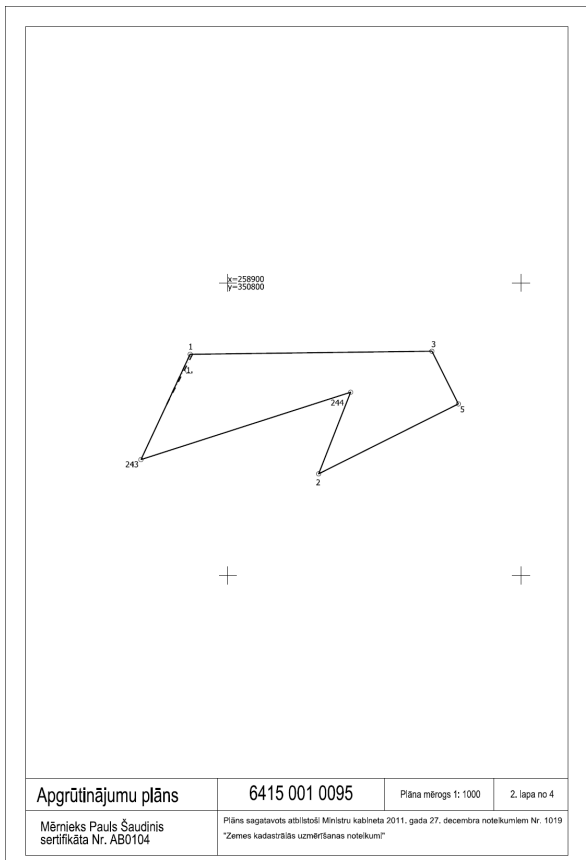 x=258900
y=350800
1
3
1.
244
5
243
2
Apgrūtinājumu plāns
6415 001 0095
Plāna mērogs 1: 1000
2. lapa no 4
Mērnieks Pauls Šaudinis
sertifikāta Nr. AB0104
Plāns sagatavots atbilstoši Ministru kabineta 2011. gada 27. decembra noteikumiem Nr. 1019
"Zemes kadastrālās uzmērīšanas noteikumi"